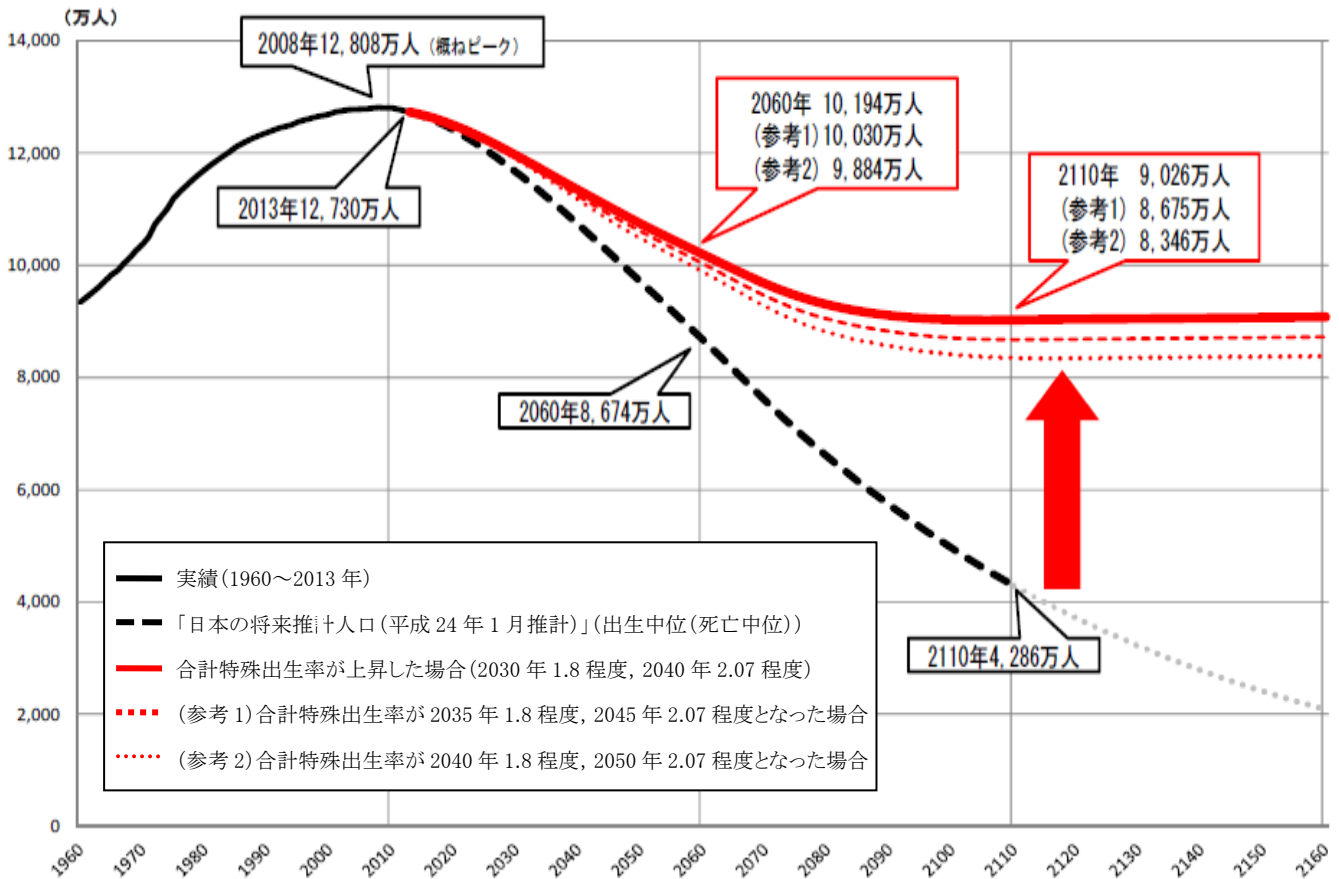 (万人)
14,000
12,000
10,000
8,000
6,000
4,000
2,000
0
2008年12,808万人（概ねピーク）
2013年12,730万人
2060年 10,194万人
(参考1)10,030万人
(参考2) 9,884万人
2110年 9,026万人
(参考1) 8,675万人
(参考2) 8,346万人
2060年8,674万人
2110年4,286万人
実績(1960～2013年)
「日本の将来推計人口(平成24年1月推計)」(出生中位(死亡中位))
合計特殊出生率が上昇した場合(2030年1.8程度, 2040年2.07程度)
(参考1)合計特殊出生率が2035年1.8程度, 2045年2.07程度となった場合
(参考2)合計特殊出生率が2040年1.8程度, 2050年2.07程度となった場合
1960
1970
1980
1990
2000
2010
2020
2030
2040
2050
2060
2070
2080
2090
2100
2110
2120
2130
2140
2150
2160